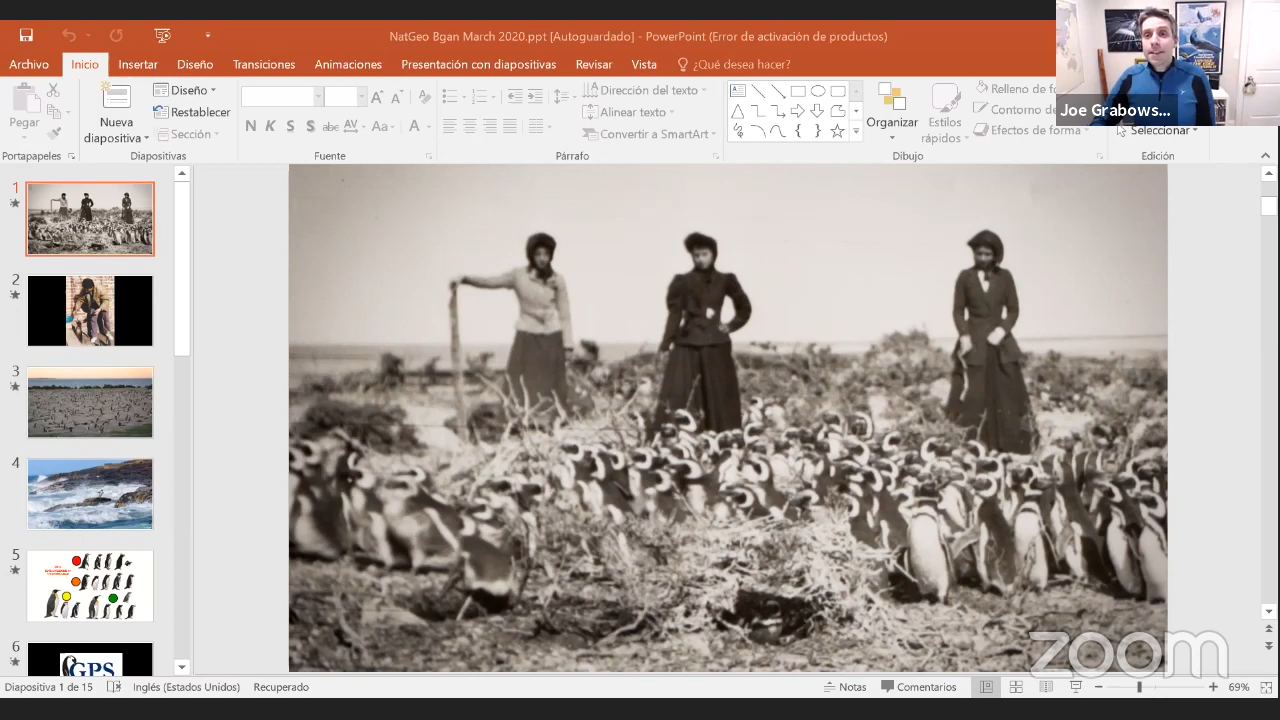 NatGeo Bgan March 2020.ppt [Autoguardado] - PowerPoint (Error de activación de productos)
Archivo Inicio Insertar Diseño Transiciones Animaciones Presentación con diapositivas Revisar Vista ¿Qué desea hacer?
Pegar
Nueva diapositiva
Diseño
Restablecer
Sección
N K S S abc AV Aa A
Dirección del texto
Alinear texto
Convertir a SmartArt
Organizar
Estilos rápidos
Relleno de f
Contorno de
Efectos de forma
Seleccionar
Joe Grabows...
Portapapeles Diapositivas Fuente Párrafo Dibujo Edición
1
2
3
4
5
6
GPS
zoom
Diapositiva 1 de 15 Inglés (Estados Unidos) Recuperado Notas Comentarios 69%